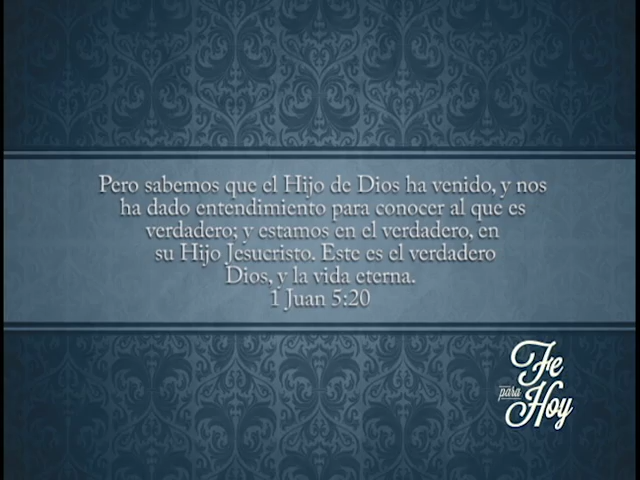 Pero sabemos que el Hijo de Dios ha venido, y nos
ha dado entendimiento para conocer al que es
verdadero; y estamos en el verdadero, en
su Hijo Jesucristo. Este es el verdadero
Dios, y la vida eterna.
1 Juan 5:20
Fe
para
Hoy